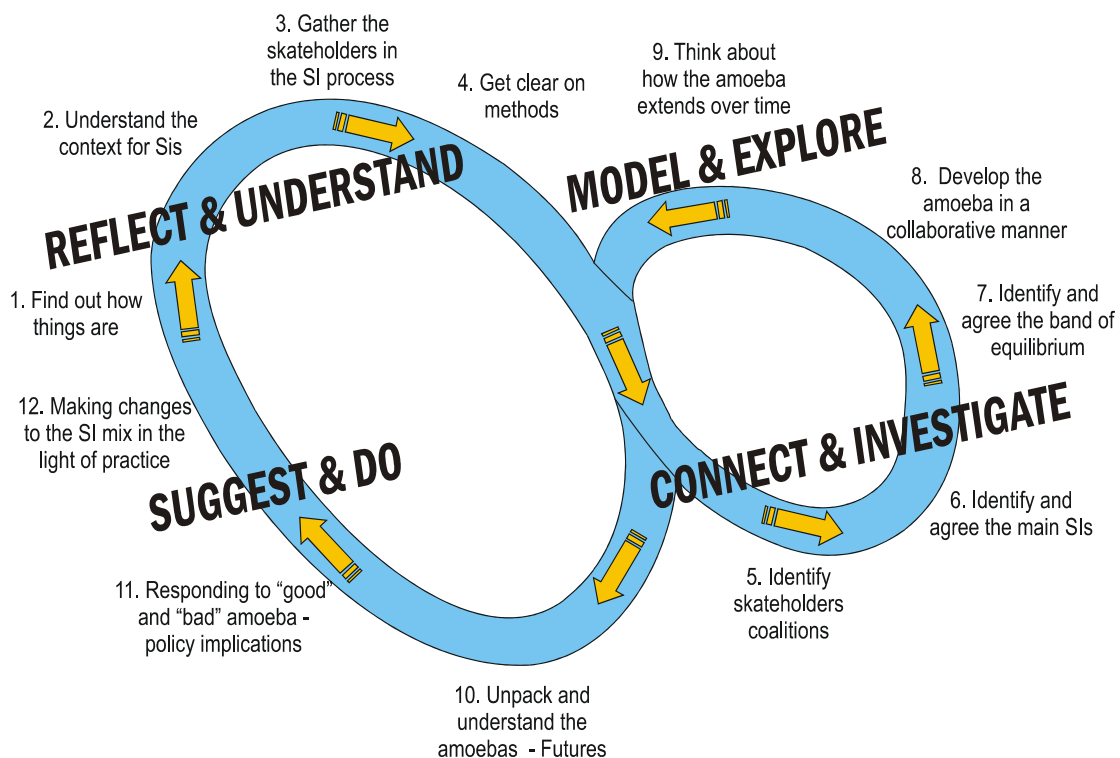 3. Gather the
skateholders in
the SI process
4. Get clear on
methods
9. Think about
how the amoeba
extends over time
2. Understand the
context for Sis
REFLECT & UNDERSTAND
MODEL & EXPLORE
8. Develop the
amoeba in a
collaborative manner
1. Find out how
things are
7. Identify and
agree the band of
equilibrium
12. Making changes
to the SI mix in the
light of practice
SUGGEST & DO
CONNECT & INVESTIGATE
6. Identify and
agree the main SIs
5. Identify
skateholders
coalitions
11. Responding to “good”
and “bad” amoeba -
policy implications
10. Unpack and
understand the
amoebas - Futures